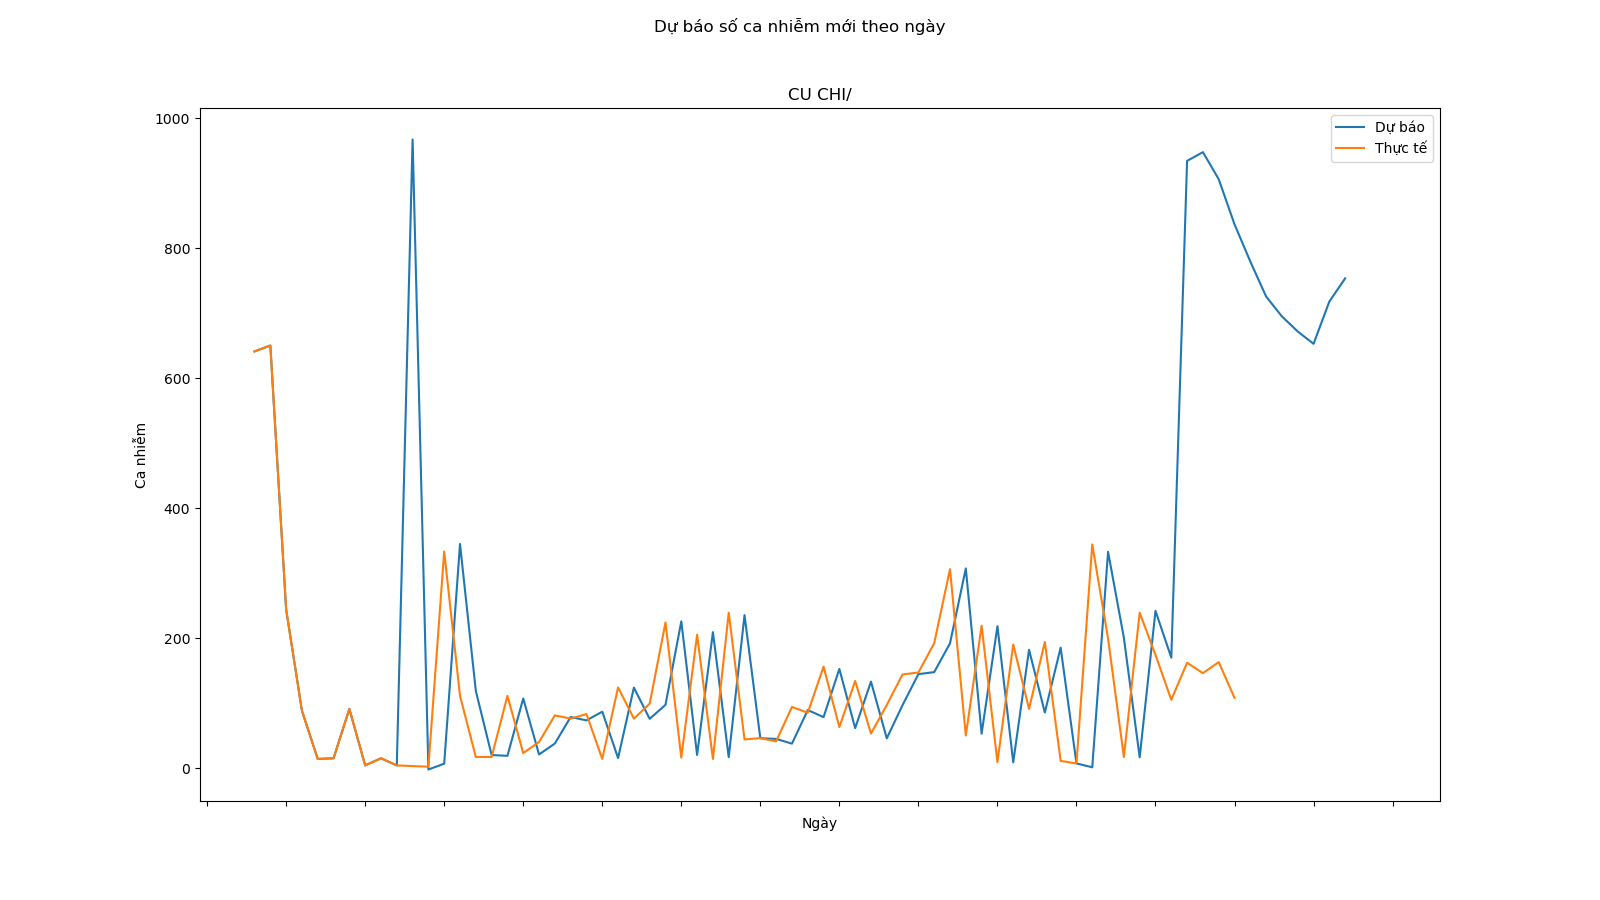 Dự báo số ca nhiễm mới theo ngày
CU CHI/
1000
800
600
400
200
0
Ca nhiễm
Dự báo
Thực tế
Ngày